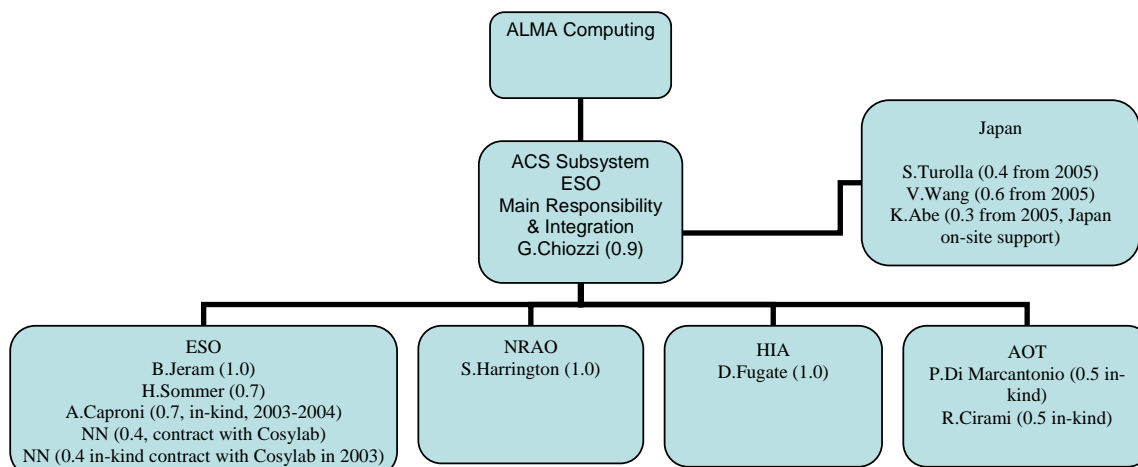 ALMA Computing
ACS Subsystem
ESO
Main Responsibility
& Integration
G.Chiozzi (0.9)
Japan
S.Turolla (0.4 from 2005)
V.Wang (0.6 from 2005)
K.Abe (0.3 from 2005, Japan
on-site support)
ESO
B.Jeram (1.0)
H.Sommer (0.7)
A.Caproni (0.7, in-kind, 2003-2004)
NN (0.4, contract with Cosylab)
NN (0.4 in-kind contract with Cosylab in 2003)
NRAO
S.Harrington (1.0)
HIA
D.Fugate (1.0)
AOT
P.Di Marcantonio (0.5 in-
kind)
R.Cirami (0.5 in-kind)